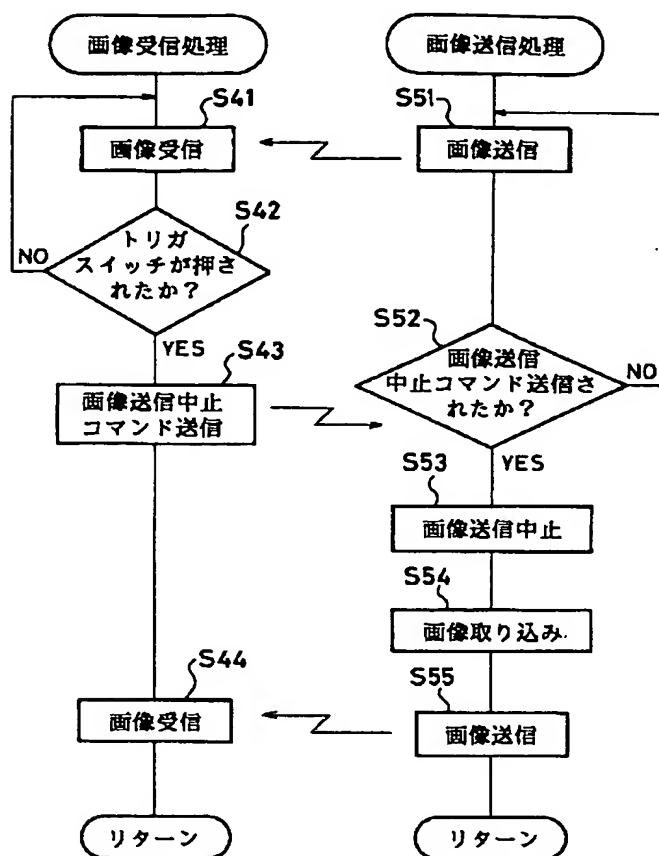 画像受信処理
S41
画像受信
S42
トリガ
スイッチが押さ
れたか?
NO
YES
S43
画像送信中止
コマンド送信
S44
画像受信
リターン
画像送信処理
S51
画像送信
S52
画像送信
中止コマンド送信さ
れたか?
NO
YES
S53
画像送信中止
S54
画像取り込み
S55
画像送信
リターン